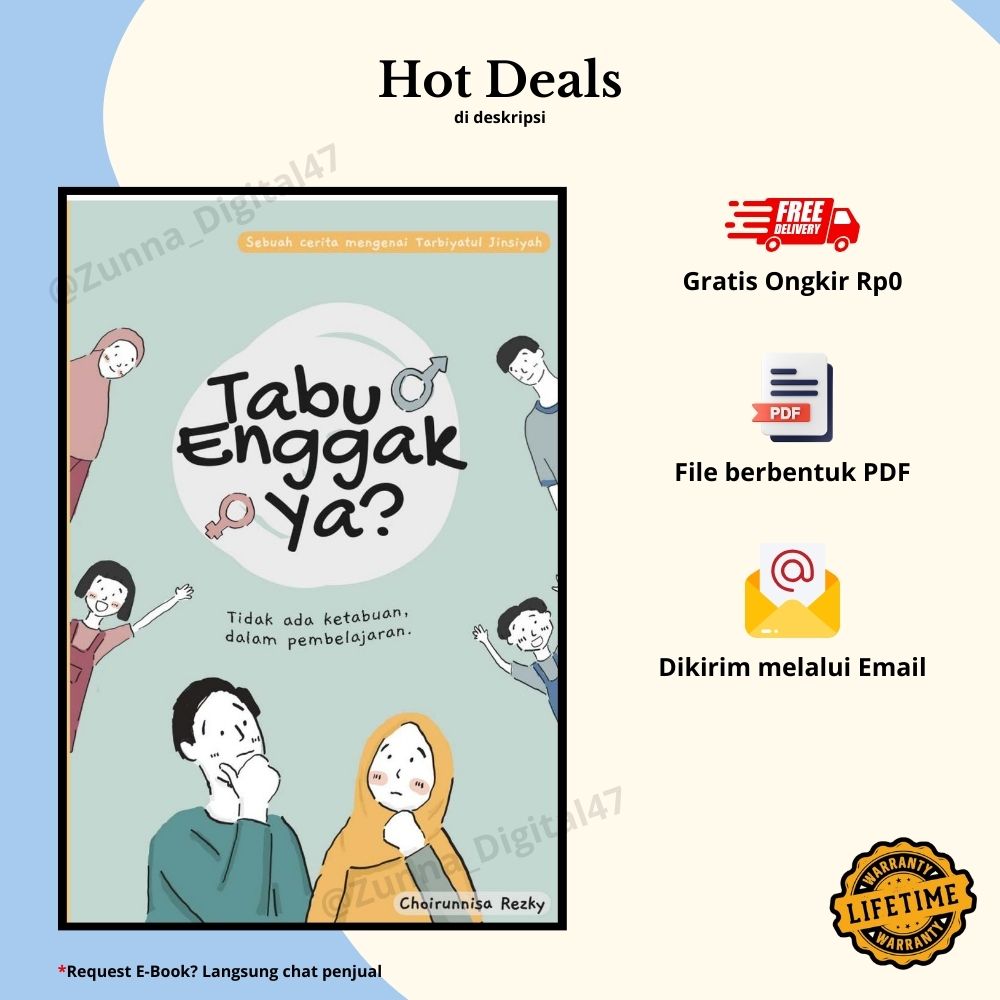 Hot Deals
di deskripsi
@Zunna_Digital47
Sebuah cerita mengenai Tarbiyatul Jinsiyah
Tabu
Enggak
Ya?
Tidak ada ketabuan,
dalam pembelajaran.
@Zunna_Digital47
Choirunnisa Rezky
FREE
DELIVERY
Gratis Ongkir Rp0
PDF
File berbentuk PDF
@
Dikirim melalui Email
WARRANTY
LIFETIME
WARRANTY
*Request E-Book? Langsung chat penjual